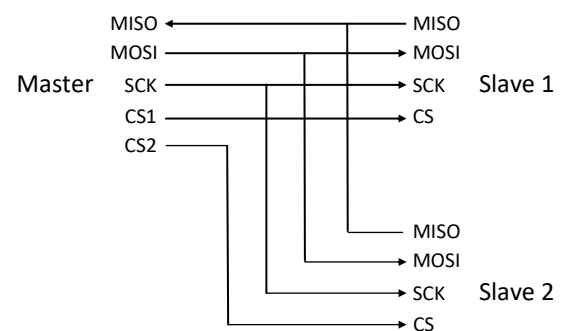 MISO MISO
MOSI MOSI
Master SCK SCK Slave 1
CS1 CS
CS2
MISO
MOSI
SCK Slave 2
CS